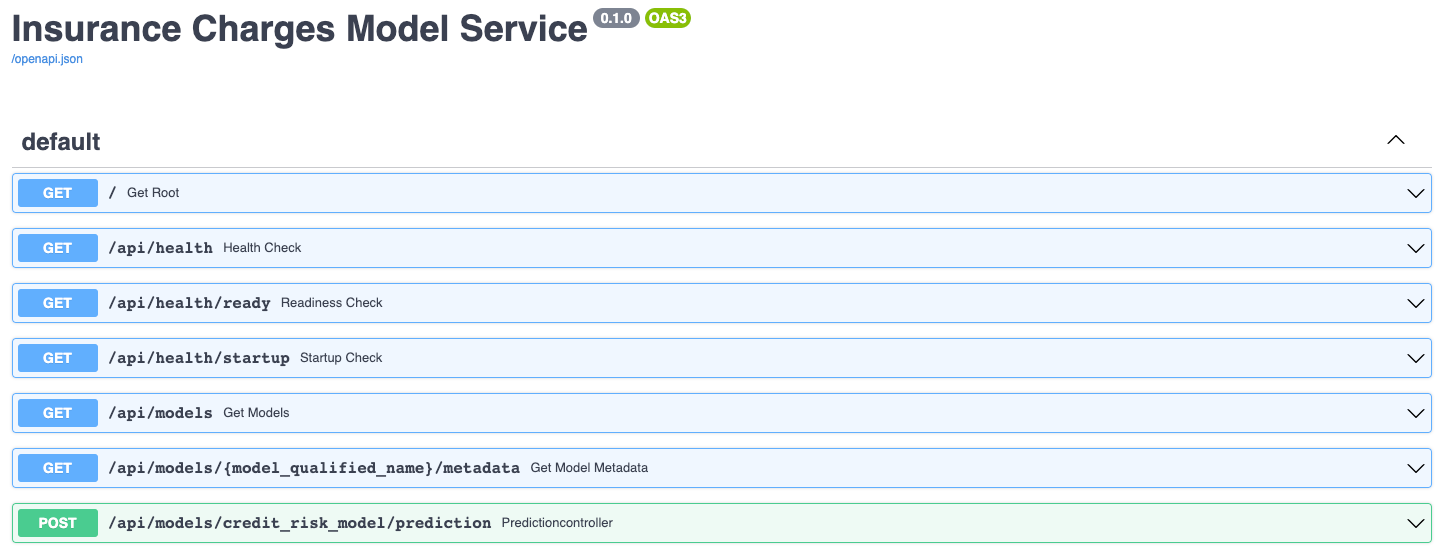 Insurance Charges Model Service 0.1.0 OAS3
/openapi.json
default
GET / Get Root
GET /api/health Health Check
GET /api/health/ready Readiness Check
GET /api/health/startup Startup Check
GET /api/models Get Models
GET /api/models/{model_qualified_name}/metadata Get Model Metadata
POST /api/models/credit_risk_model/prediction Predictioncontroller